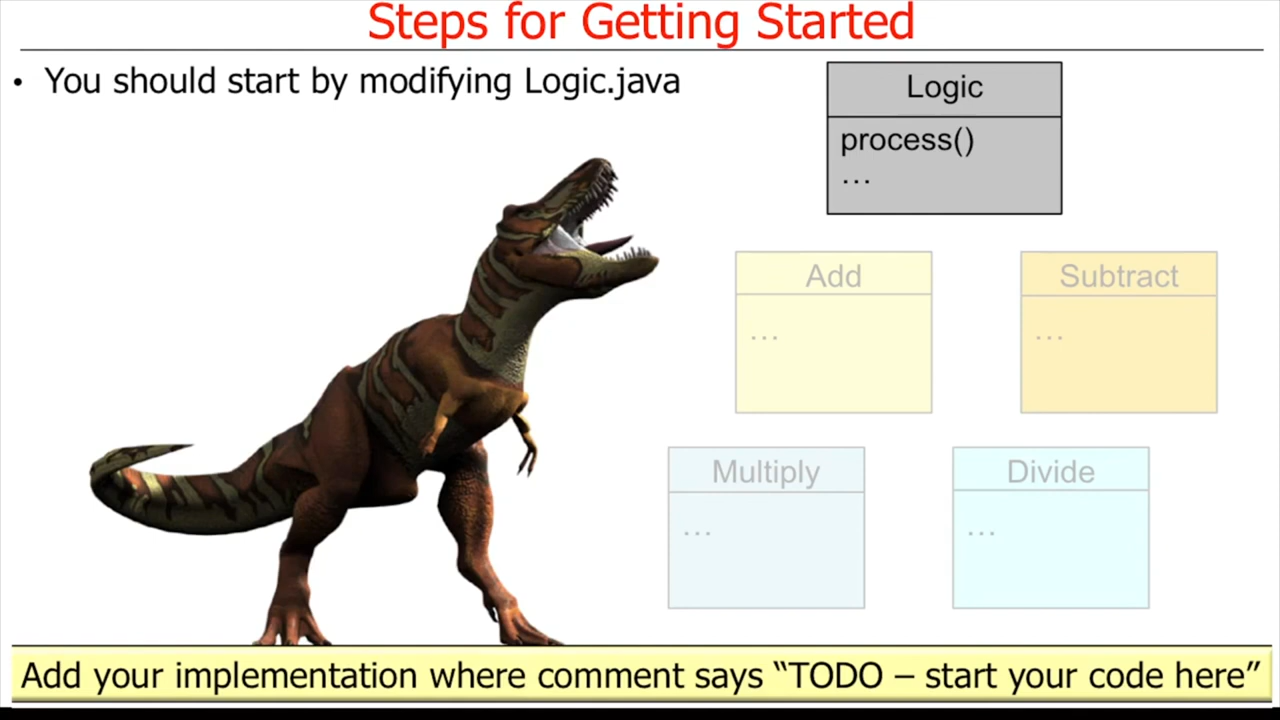 Steps for Getting Started
• You should start by modifying Logic.java
Logic
process()
…
Add
…
Subtract
…
Multiply
…
Divide
…
Add your implementation where comment says “TODO – start your code here”